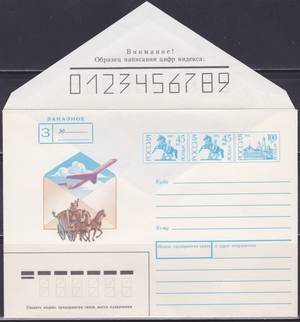 Внимание!
Образец написания цифр индекса:
0123456789
ЗАКАЗНОЕ
З №
РОССИЯ 45
РОССИЯ 45
РОССИЯ 100
Куда
Кому
Индекс предприятия связи и адрес отправителя
Пишите индекс предприятия связи места назначения